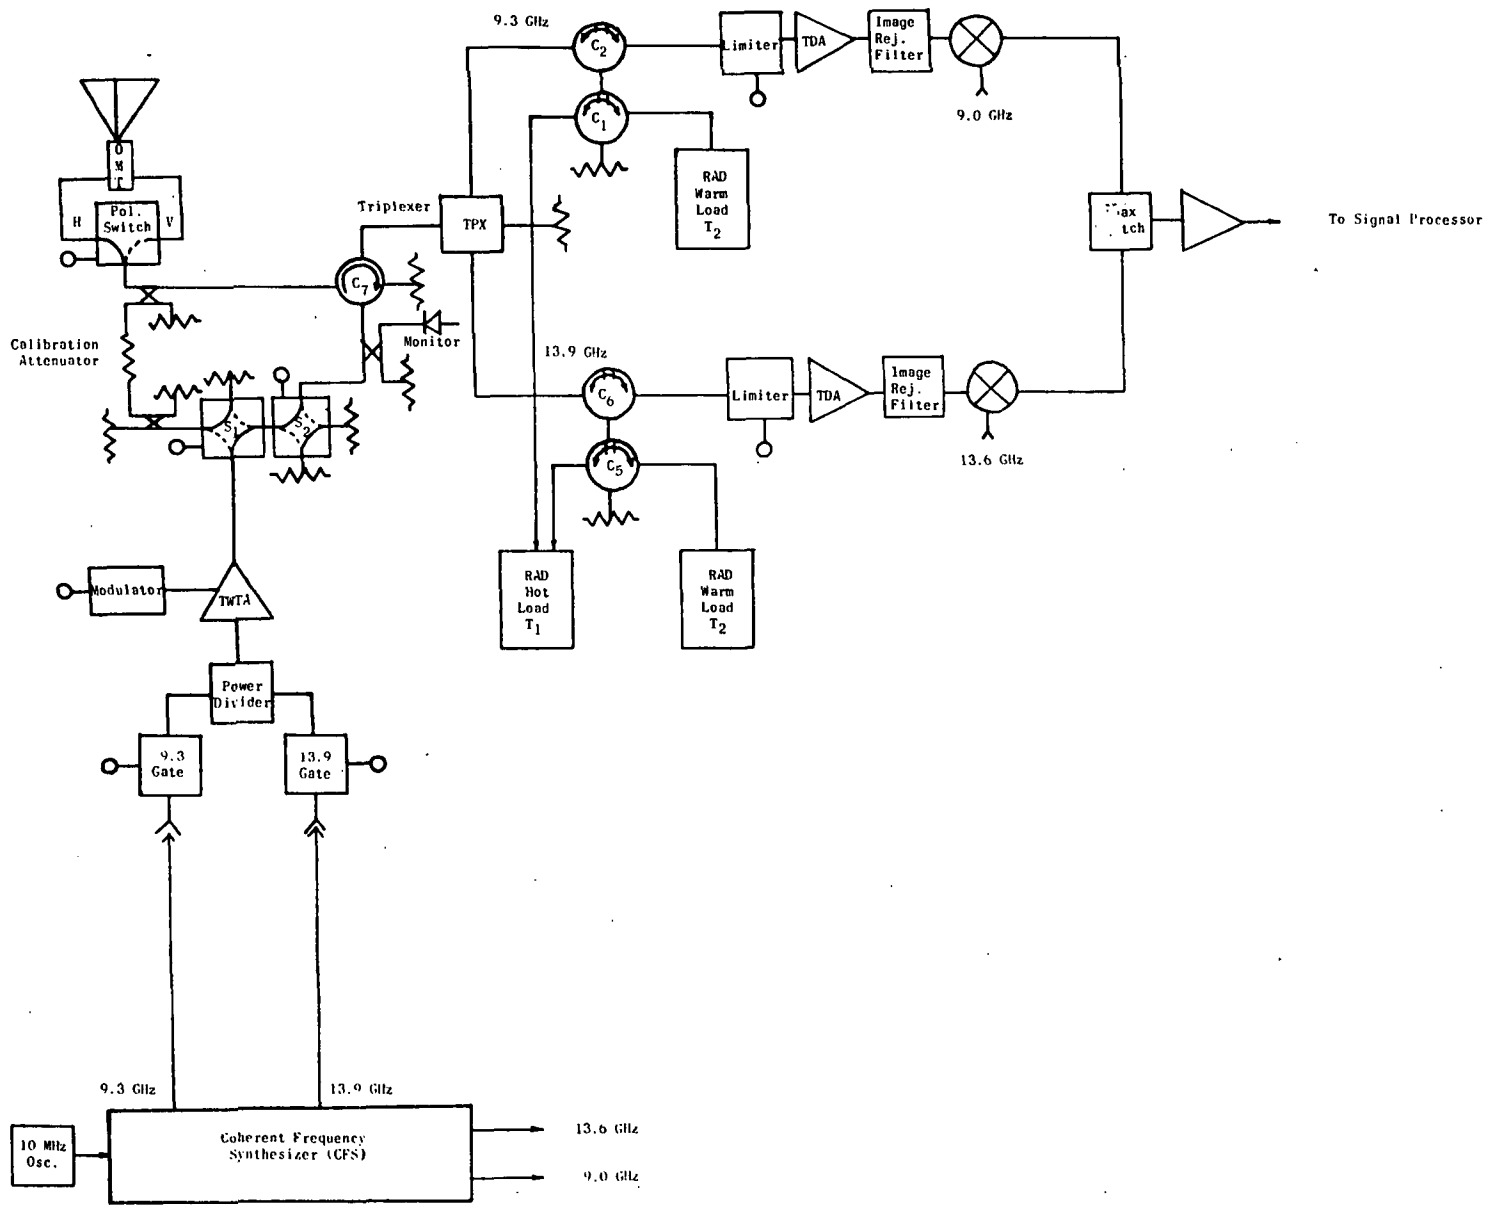 9.3 GHz
C2
Limiter
TDA
Image
Rej.
Filter
9.0 GHz
C1
RAD
Warm
Load
T2
OMT
H
Pol.
Switch
V
Triplexer
TPX
To Signal Processor
C7
Calibration
Attenuator
Monitor
13.9 GHz
C6
Limiter
TDA
Image
Rej.
Filter
13.6 GHz
S1
S2
C5
RAD
Hot
Load
T1
RAD
Warm
Load
T2
Modulator
TWTA
Power
Divider
9.3
Gate
13.9
Gate
9.3 GHz
13.9 GHz
10 MHz
Osc.
Coherent Frequency
Synthesizer (CFS)
13.6 GHz
9.0 GHz